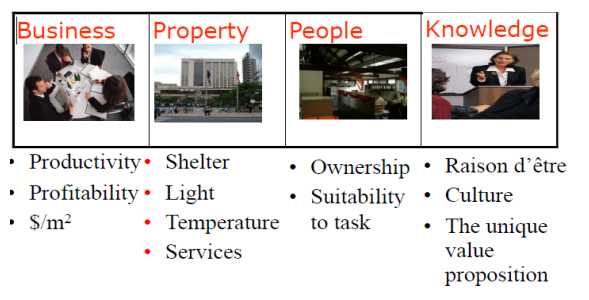 Business
Property
People
Knowledge
• Productivity
• Profitability
• $/m²
• Shelter
• Light
• Temperature
• Services
• Ownership
• Suitability
to task
• Raison d’être
• Culture
• The unique
value
proposition